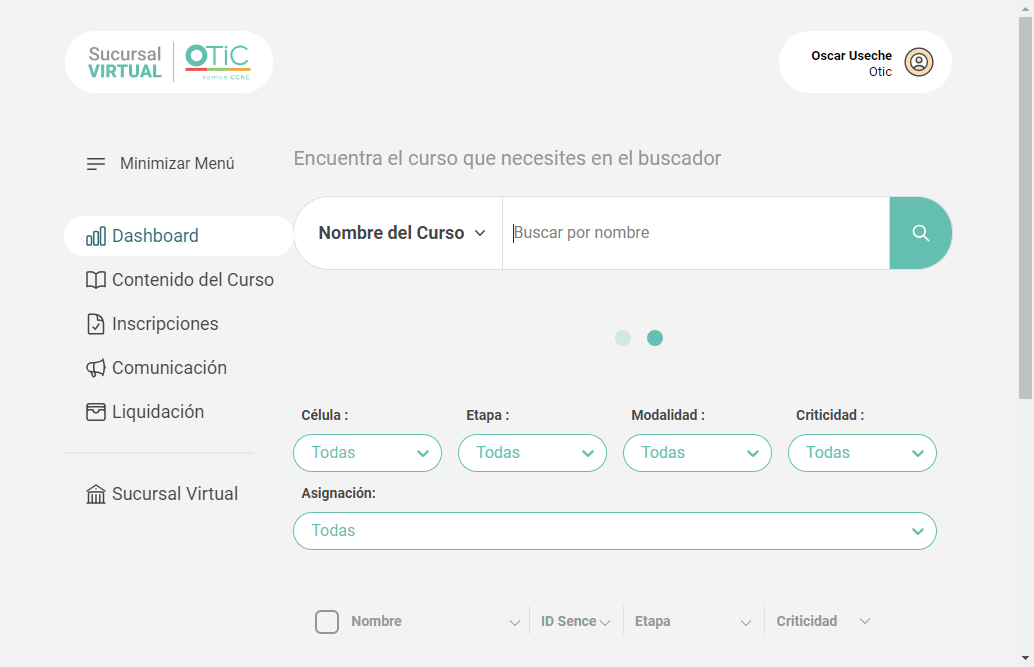 Sucursal
VIRTUAL
OTiC
somos CChC
Oscar Useche
Otic
Minimizar Menú
Encuentra el curso que necesites en el buscador
Dashboard
Nombre del Curso
Buscar por nombre
Contenido del Curso
Inscripciones
Comunicación
Liquidación
Sucursal Virtual
Célula :
Etapa :
Modalidad :
Criticidad :
Todas
Todas
Todas
Todas
Asignación:
Todas
Nombre
ID Sence
Etapa
Criticidad